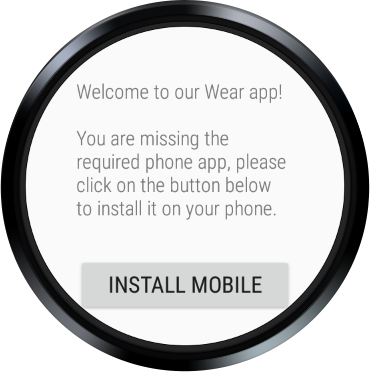 Welcome to our Wear app!
You are missing the
required phone app, please
click on the button below
to install it on your phone.
INSTALL MOBILE